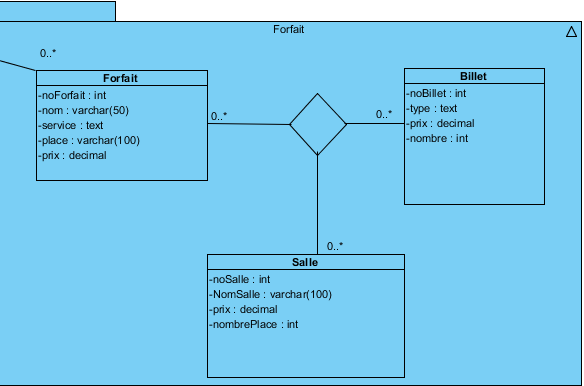 Forfait
0..*
Forfait
-noForfait : int
-nom : varchar(50)
-service : text
-place : varchar(100)
-prix : decimal
0..*
0..*
Billet
-noBillet : int
-type : text
-prix : decimal
-nombre : int
0..*
Salle
-noSalle : int
-NomSalle : varchar(100)
-prix : decimal
-nombrePlace : int